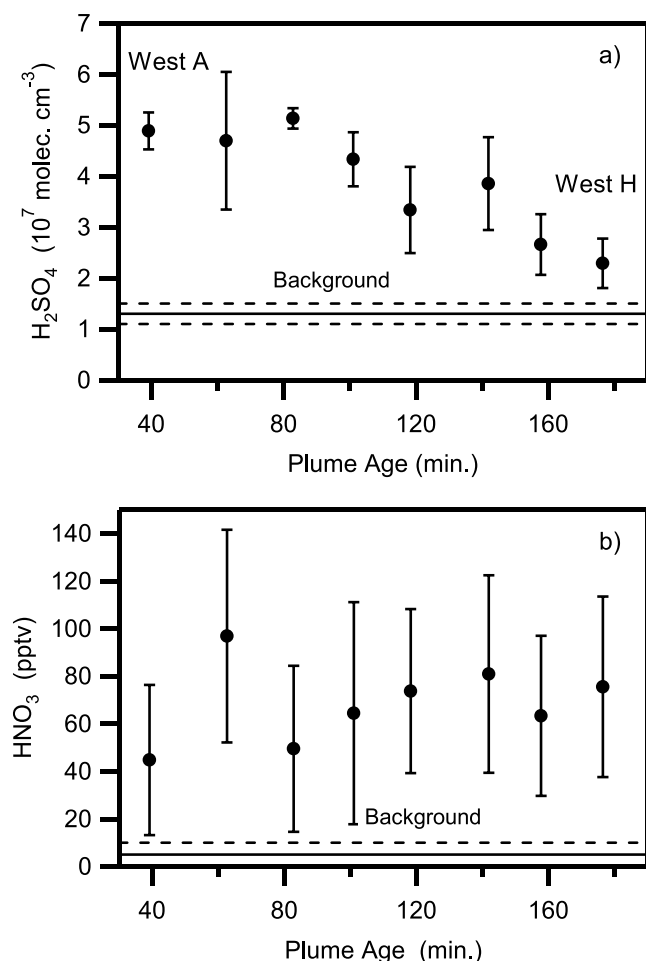 a)
7
6
5
4
3
2
1
0
H₂SO₄ (10⁷ molec. cm⁻³)
West A
West H
Background
40 80 120 160
Plume Age (min.)
b)
140
120
100
80
60
40
20
0
HNO₃ (pptv)
Background
40 80 120 160
Plume Age (min.)